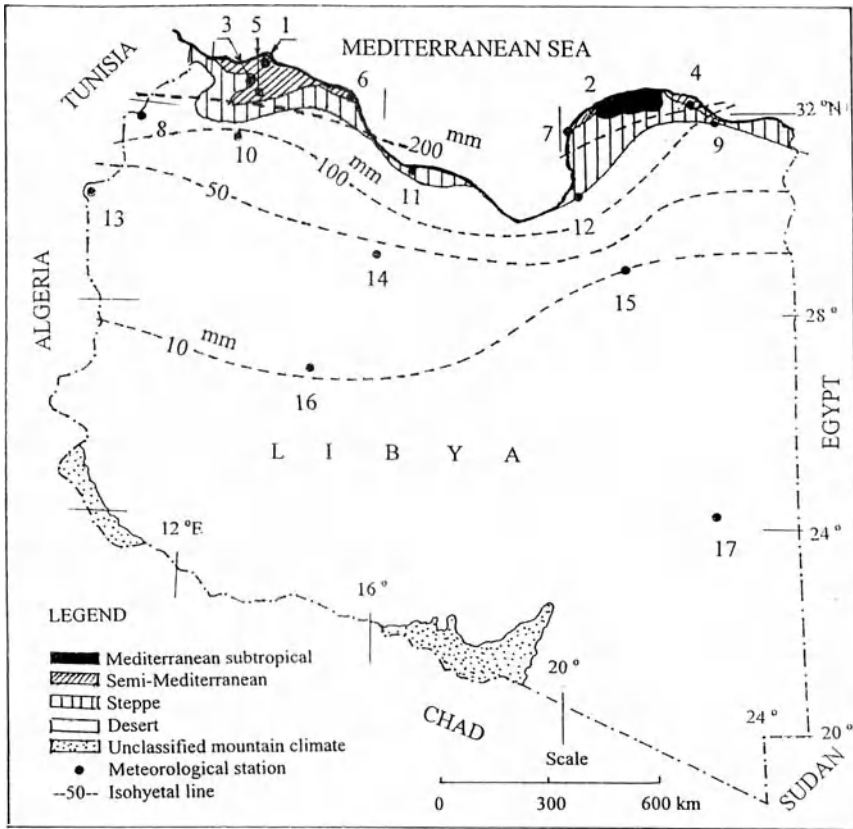 3 5 1
MEDITERRANEAN SEA
TUNISIA
6
2 4
32 °N
8
7
9
200 mm
10
100 mm
11
50
13
12
14
15
ALGERIA
28 °
10 mm
16
EGYPT
L I B Y A
17
24 °
12 °E
16 °
LEGEND
Mediterranean subtropical
Semi-Mediterranean
Steppe
Desert
Unclassified mountain climate
Meteorological station
--50-- Isohyetal line
20 °
CHAD
24 °
20 °
SUDAN
Scale
0 300 600 km